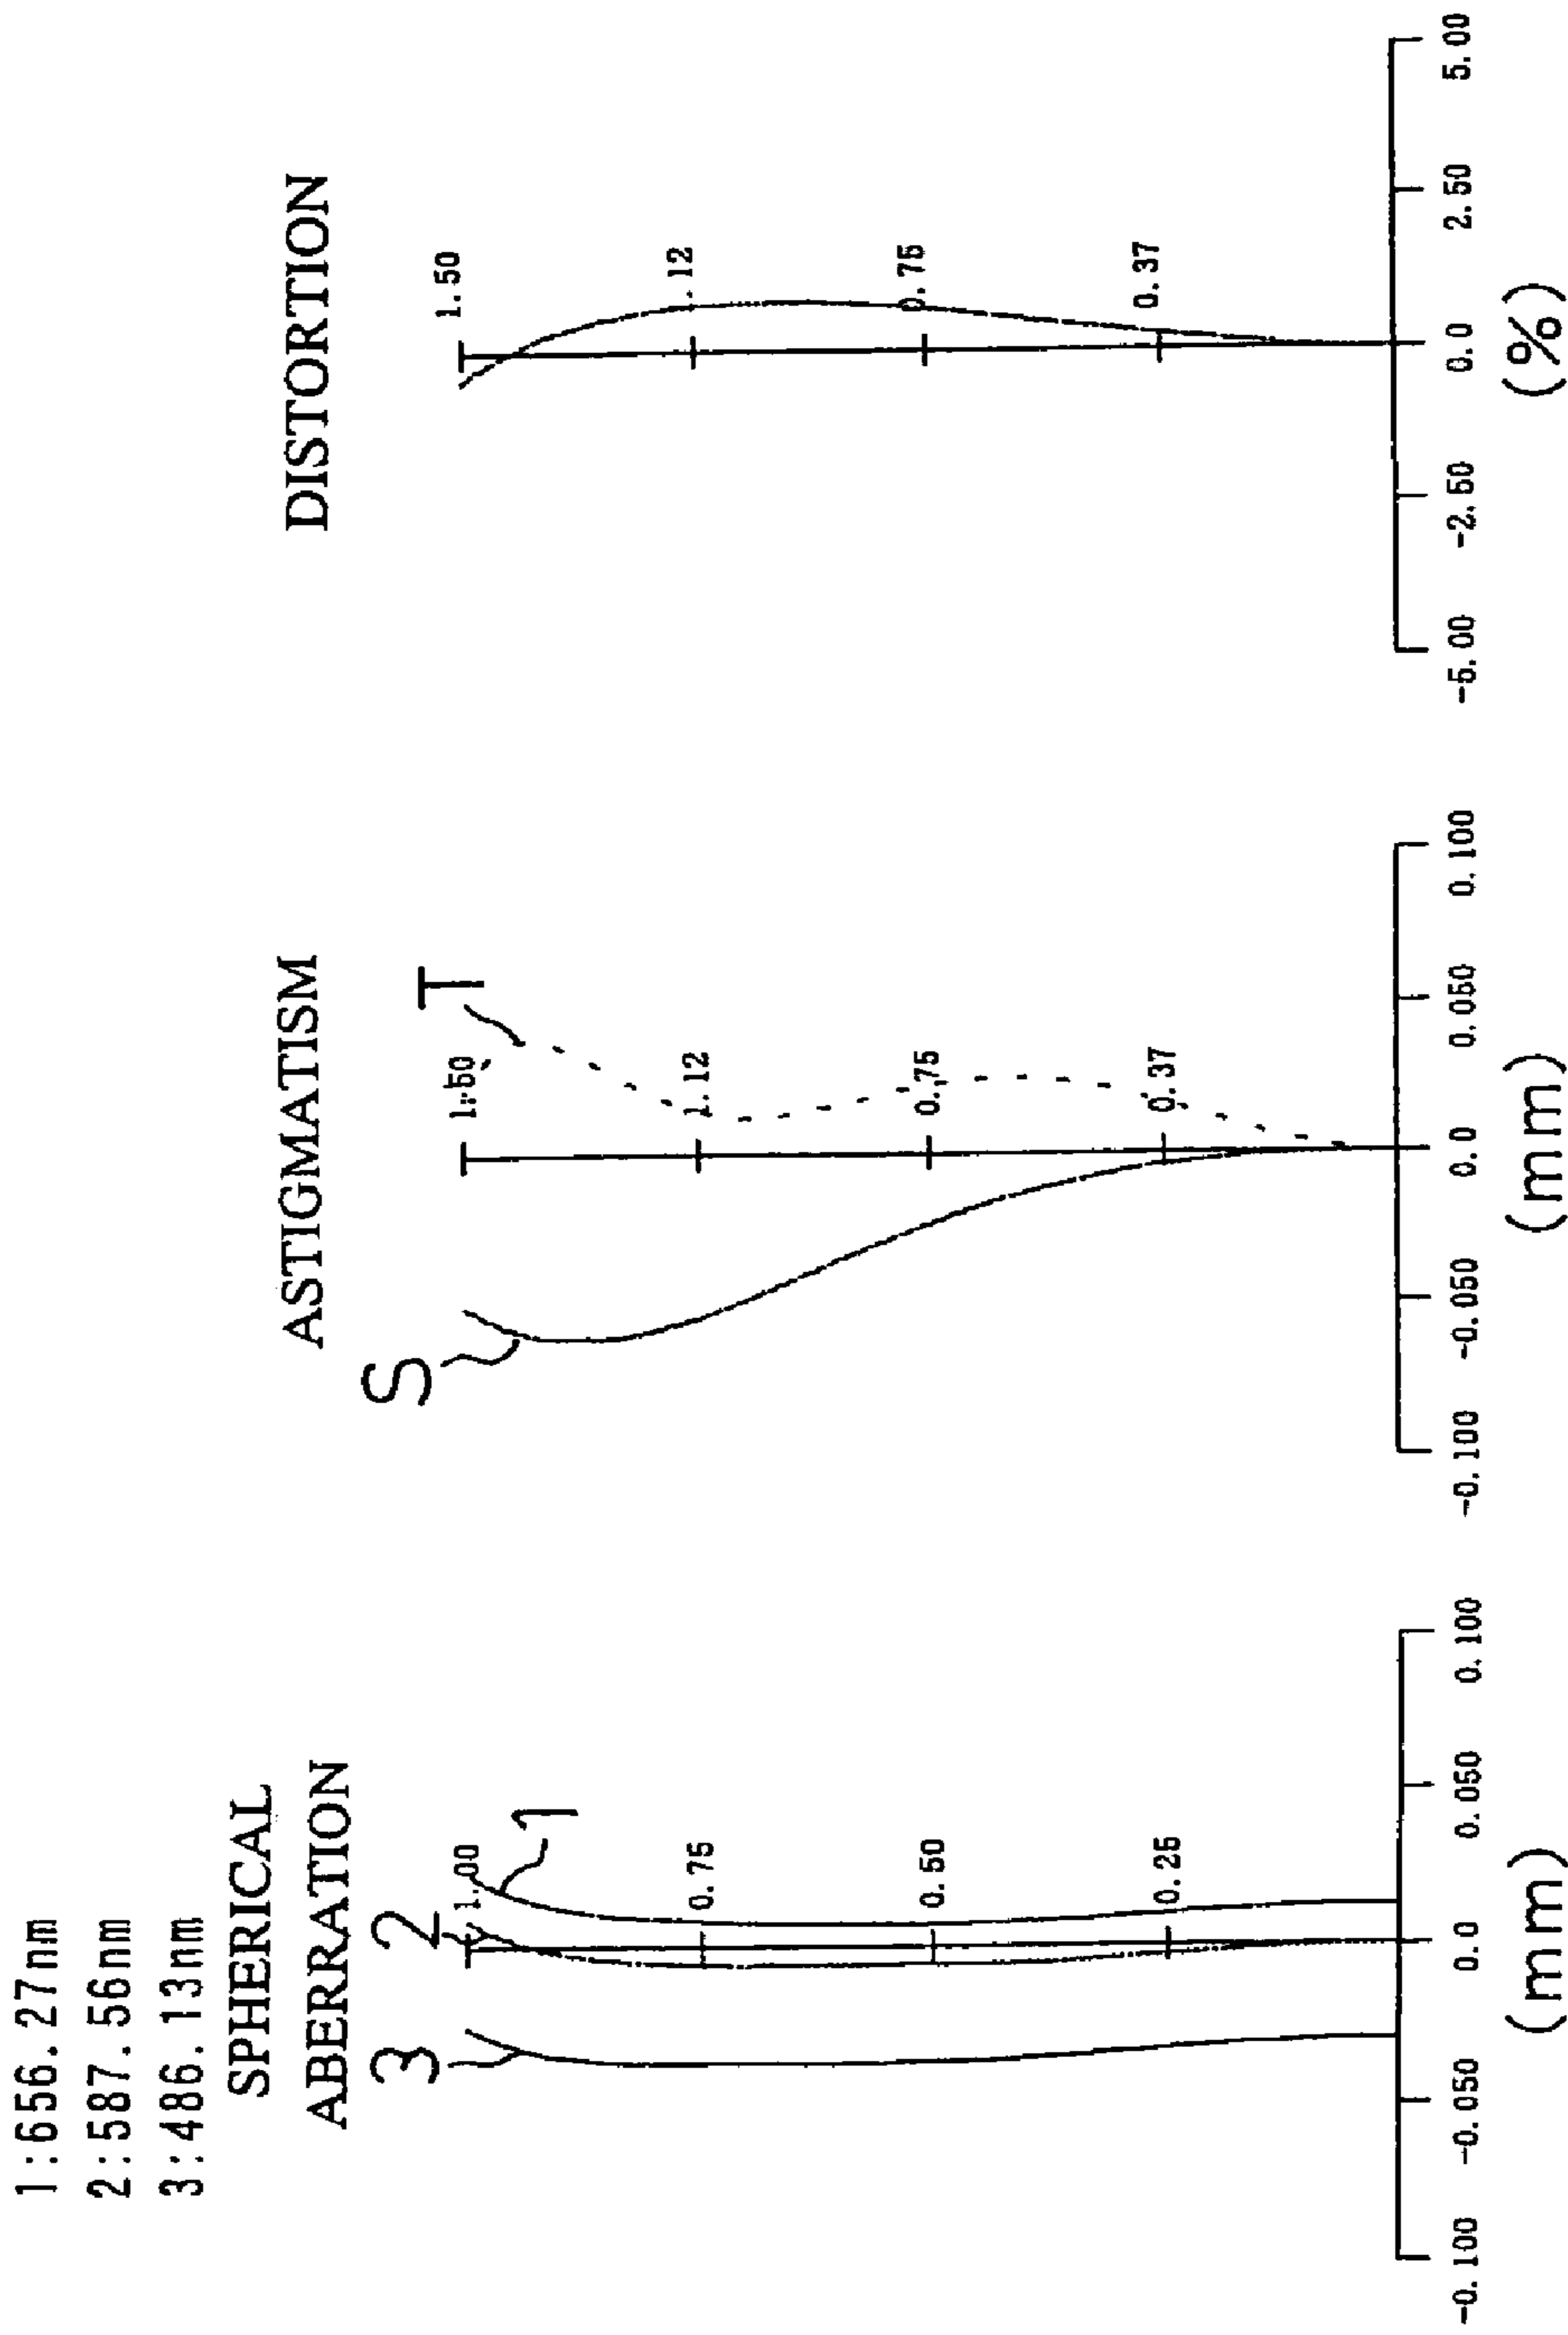 1:656.27nm
2:587.56nm
3:486.13nm
SPHERICAL
ABERRATION
3
2
1
1.00
0.75
0.50
0.25
-0.100
-0.050
0.0
0.050
0.100
(mm)
ASTIGMATISM
S
T
1.50
1.12
0.75
0.37
-0.100
-0.050
0.0
0.050
0.100
(mm)
DISTORTION
1.50
1.12
0.75
0.37
-5.00
-2.50
0.0
2.50
5.00
(%)